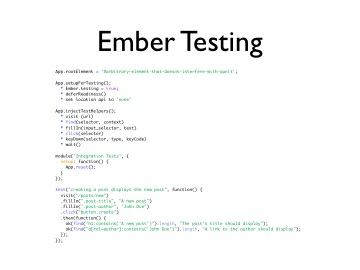 Ember Testing
App.rootElement = '#arbitrary-element-that-doesnt-interfere-with-qunit';
App.setupForTesting();
* Ember.testing = true;
* deferReadiness()
* set location api to 'none'
App.injectTestHelpers();
* visit (url)
* find(selector, context)
* fillIn(input_selector, text)
* click(selector)
* keyDown(selector, type, keyCode)
* wait()
module("Integration Tests", {
setup: function() {
App.reset();
}
});
test("creating a post displays the new post", function() {
visit("/posts/new")
.fillIn(".post-title", "A new post")
.fillIn(".post-author", "John Doe")
.click("button.create")
.then(function() {
ok(find("h1:contains('A new post')").length, "The post's title should display");
ok(find("a[rel=author]:contains('John Doe')").length, "A link to the author should display");
});
});